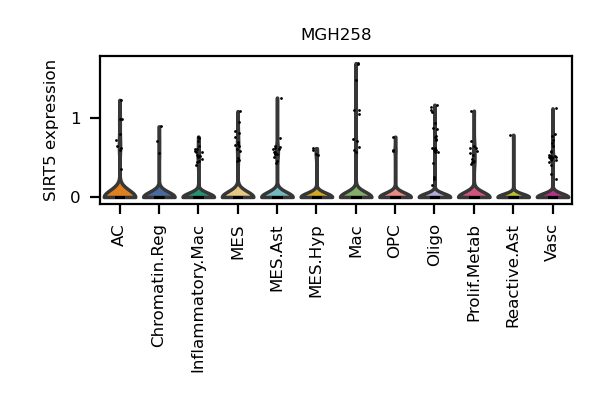 MGH258
SIRT5 expression
1
0
AC
Chromatin.Reg
Inflammatory.Mac
MES
MES.Ast
MES.Hyp
Mac
OPC
Oligo
Prolif.Metab
Reactive.Ast
Vasc